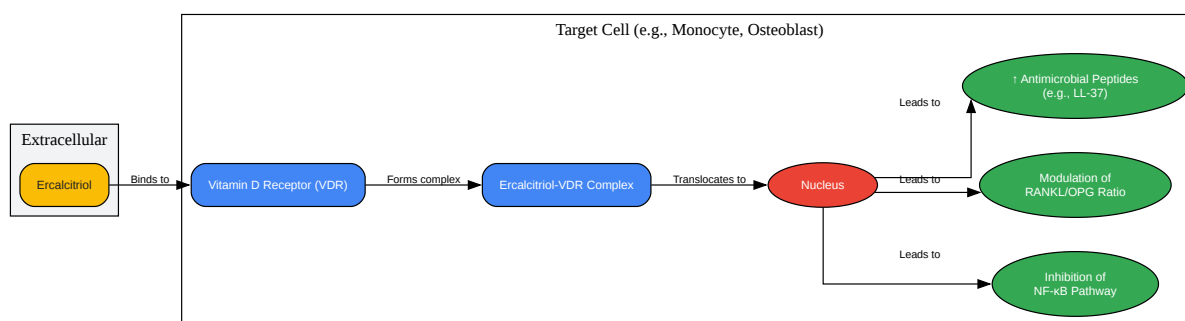 Target Cell (e.g., Monocyte, Osteoblast)
Extracellular
Ercalcitriol
Binds to
Vitamin D Receptor (VDR)
Forms complex
Ercalcitriol-VDR Complex
Translocates to
Nucleus
Leads to
↑ Antimicrobial Peptides
(e.g., LL-37)
Leads to
Modulation of
RANKL/OPG Ratio
Leads to
Inhibition of
NF-κB Pathway